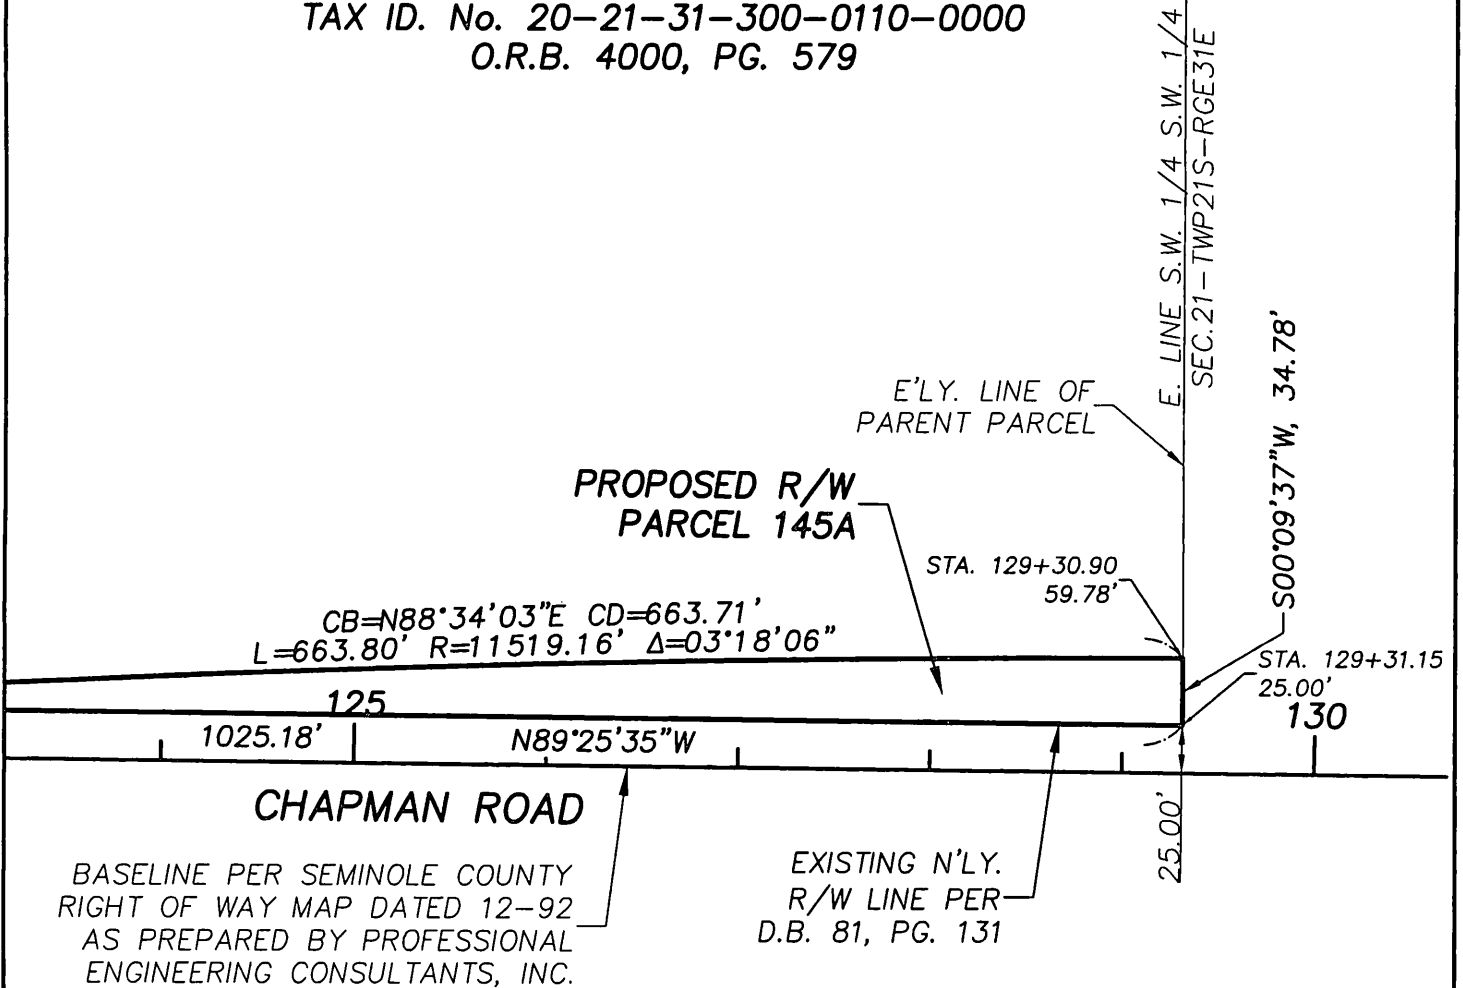 TAX ID. No. 20-21-31-300-0110-0000
O.R.B. 4000, PG. 579
E. LINE S.W. 1/4 S.W. 1/4
SEC.21-TWP21S-RGE31E
E'LY. LINE OF
PARENT PARCEL
S00°09'37"W, 34.78'
PROPOSED R/W
PARCEL 145A
STA. 129+30.90
59.78'
CB=N88°34'03"E CD=663.71'
L=663.80' R=11519.16' Δ=03°18'06"
STA. 129+31.15
25.00'
125
130
1025.18'
N89°25'35"W
CHAPMAN ROAD
25.00'
BASELINE PER SEMINOLE COUNTY
RIGHT OF WAY MAP DATED 12-92
AS PREPARED BY PROFESSIONAL
ENGINEERING CONSULTANTS, INC.
EXISTING N'LY.
R/W LINE PER
D.B. 81, PG. 131